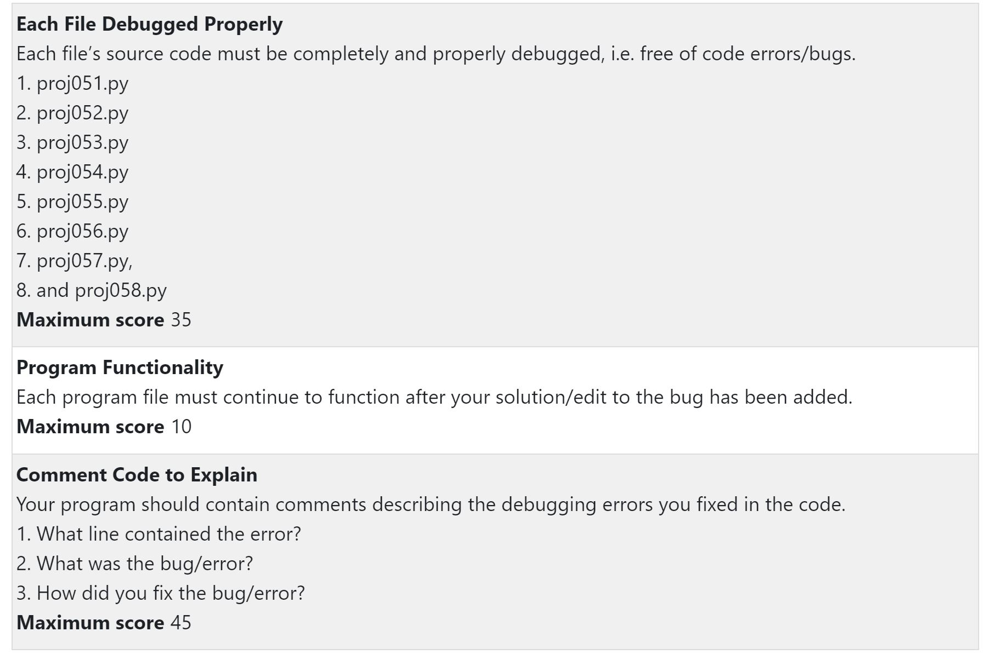 Each File Debugged Properly
Each file’s source code must be completely and properly debugged, i.e. free of code errors/bugs.
1. proj051.py
2. proj052.py
3. proj053.py
4. proj054.py
5. proj055.py
6. proj056.py
7. proj057.py,
8. and proj058.py
Maximum score 35
Program Functionality
Each program file must continue to function after your solution/edit to the bug has been added.
Maximum score 10
Comment Code to Explain
Your program should contain comments describing the debugging errors you fixed in the code.
1. What line contained the error?
2. What was the bug/error?
3. How did you fix the bug/error?
Maximum score 45